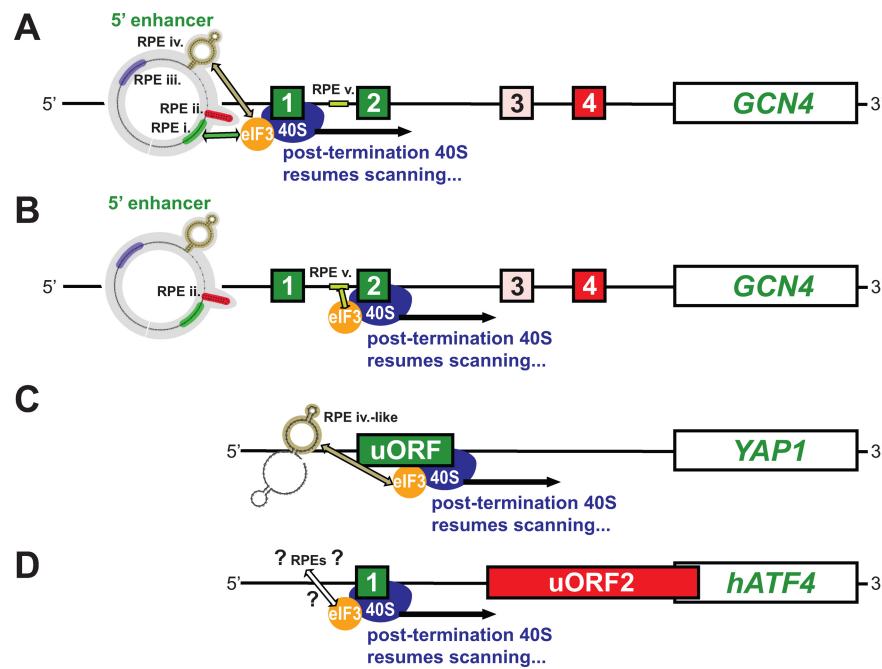 A
5’ enhancer
RPE iv.
RPE iii.
RPE ii.
RPE i.
5’
eIF3
40S
1
RPE v.
2
3
4
GCN4
3
post-termination 40S
resumes scanning...
B
5’ enhancer
RPE ii.
5’
1
RPE v.
2
eIF3
40S
3
4
GCN4
3
post-termination 40S
resumes scanning...
C
RPE iv.-like
5’
uORF
eIF3
40S
YAP1
3
post-termination 40S
resumes scanning...
D
? RPEs ?
?
5’
1
eIF3
40S
uORF2
hATF4
3
post-termination 40S
resumes scanning...